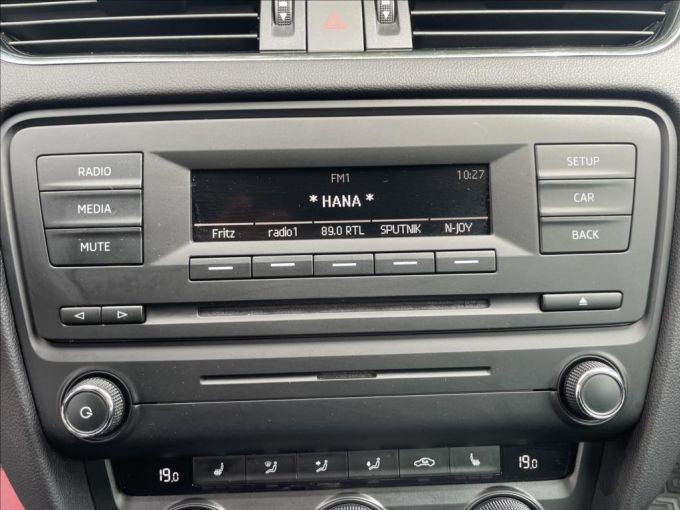 FM1 10:27
* HANA *
Fritz radio1 89.0 RTL SPUTNIK N-JOY
RADIO
MEDIA
MUTE
SETUP
CAR
BACK
19.0 19.0